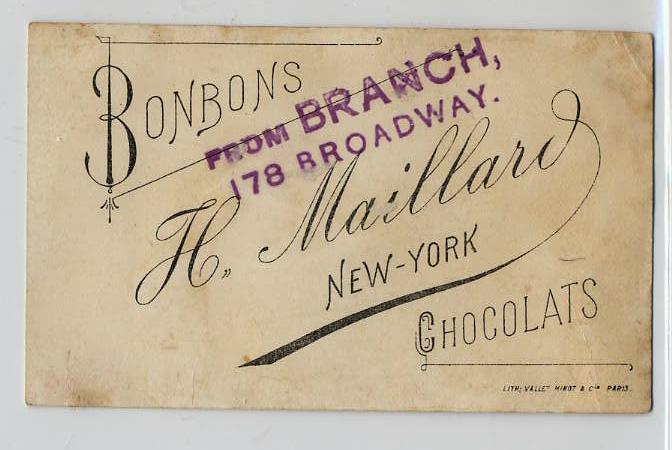 BONBONS
FROM BRANCH,
178 BROADWAY.
H. Maillard
NEW-YORK
CHOCOLATS
LITH; VALLET MINOT & Cie PARIS.